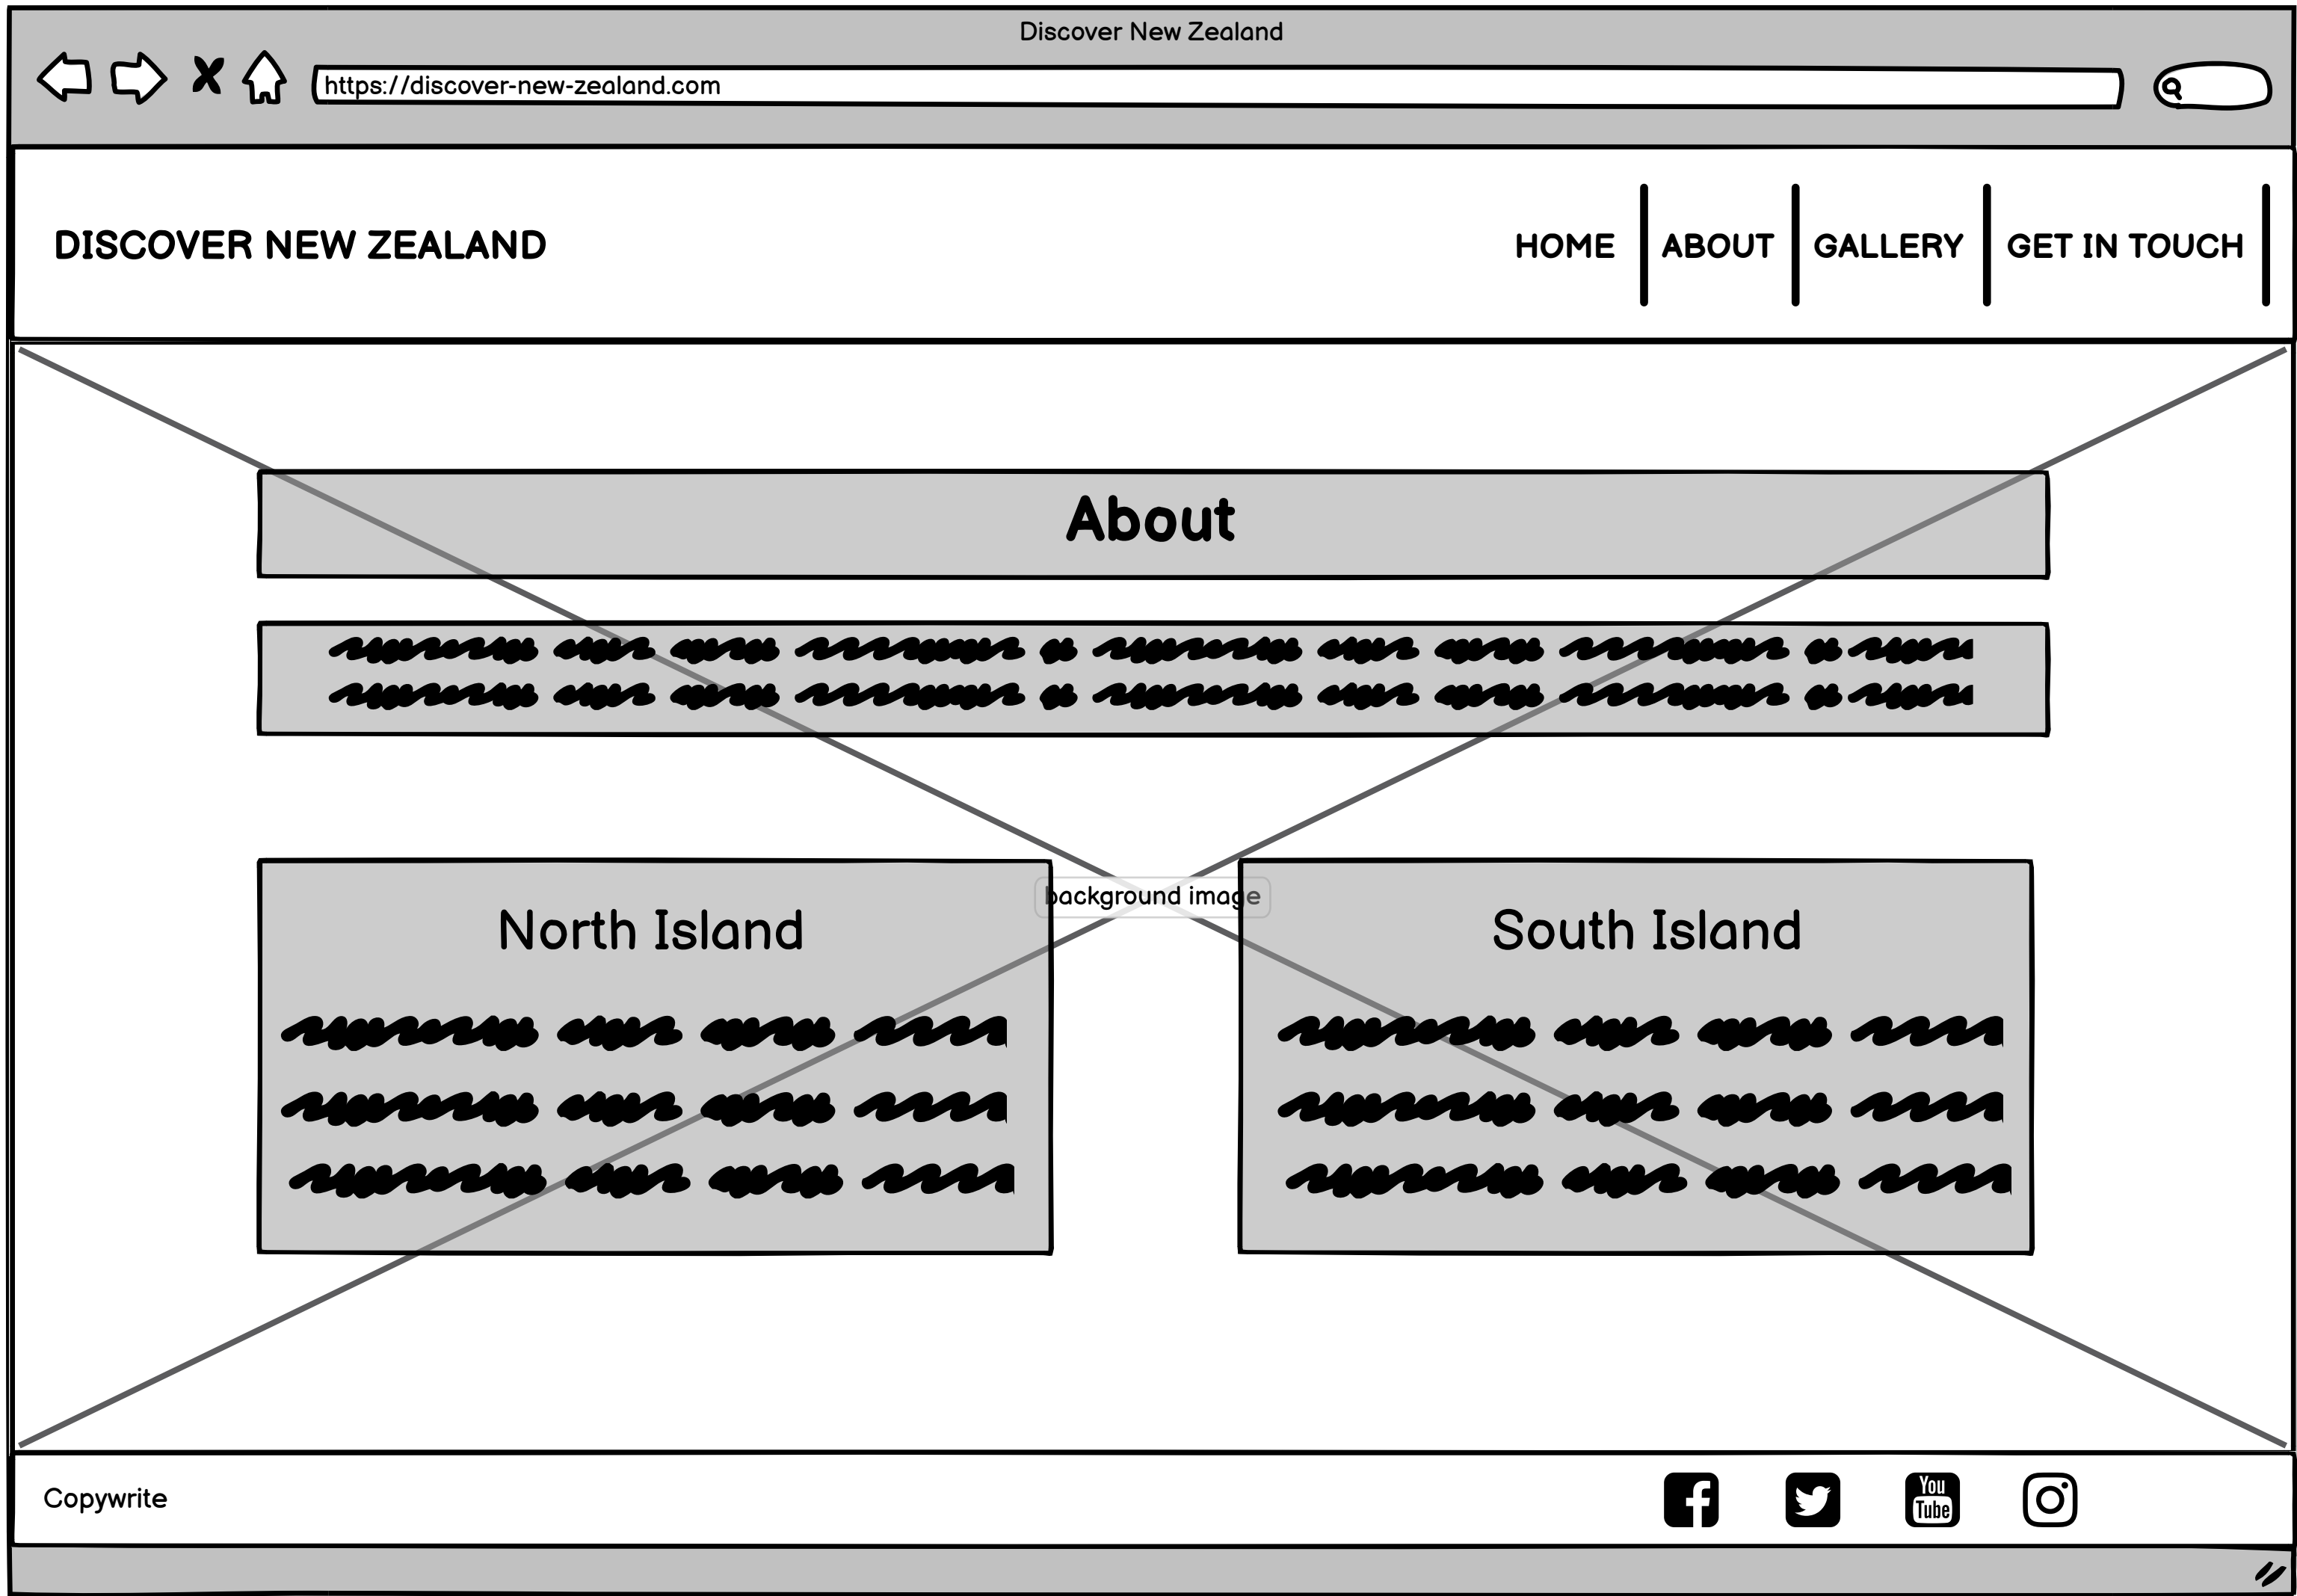 Discover New Zealand
https://discover-new-zealand.com
DISCOVER NEW ZEALAND
HOME ABOUT GALLERY GET IN TOUCH
About
background image
North Island
South Island
Copywrite
You
Tube